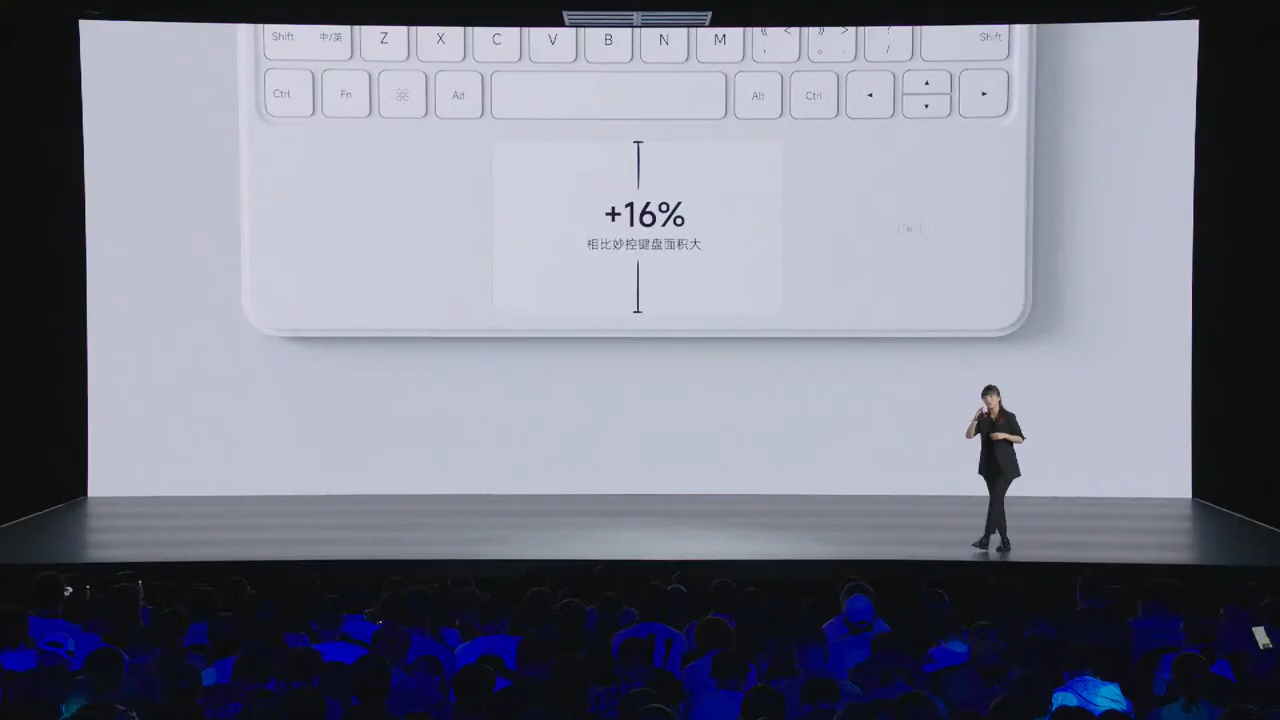 Shift 中/英 Z X C V B N M 《 < , 》 > 。 . ? / Shift
Ctrl Fn ⌘ Alt Alt Ctrl ◄ ▲ ▼ ►
+16%
相比妙控键盘面积大